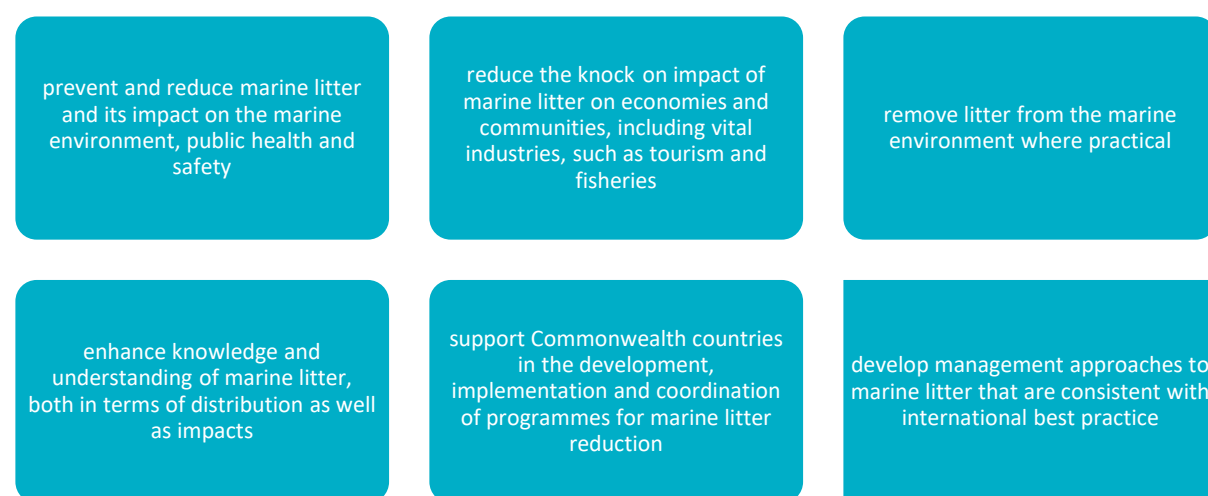 prevent and reduce marine litter
and its impact on the marine
environment, public health and
safety
reduce the knock on impact of
marine litter on economies and
communities, including vital
industries, such as tourism and
fisheries
remove litter from the marine
environment where practical
enhance knowledge and
understanding of marine litter,
both in terms of distribution as well
as impacts
support Commonwealth countries
in the development,
implementation and coordination
of programmes for marine litter
reduction
develop management approaches to
marine litter that are consistent with
international best practice